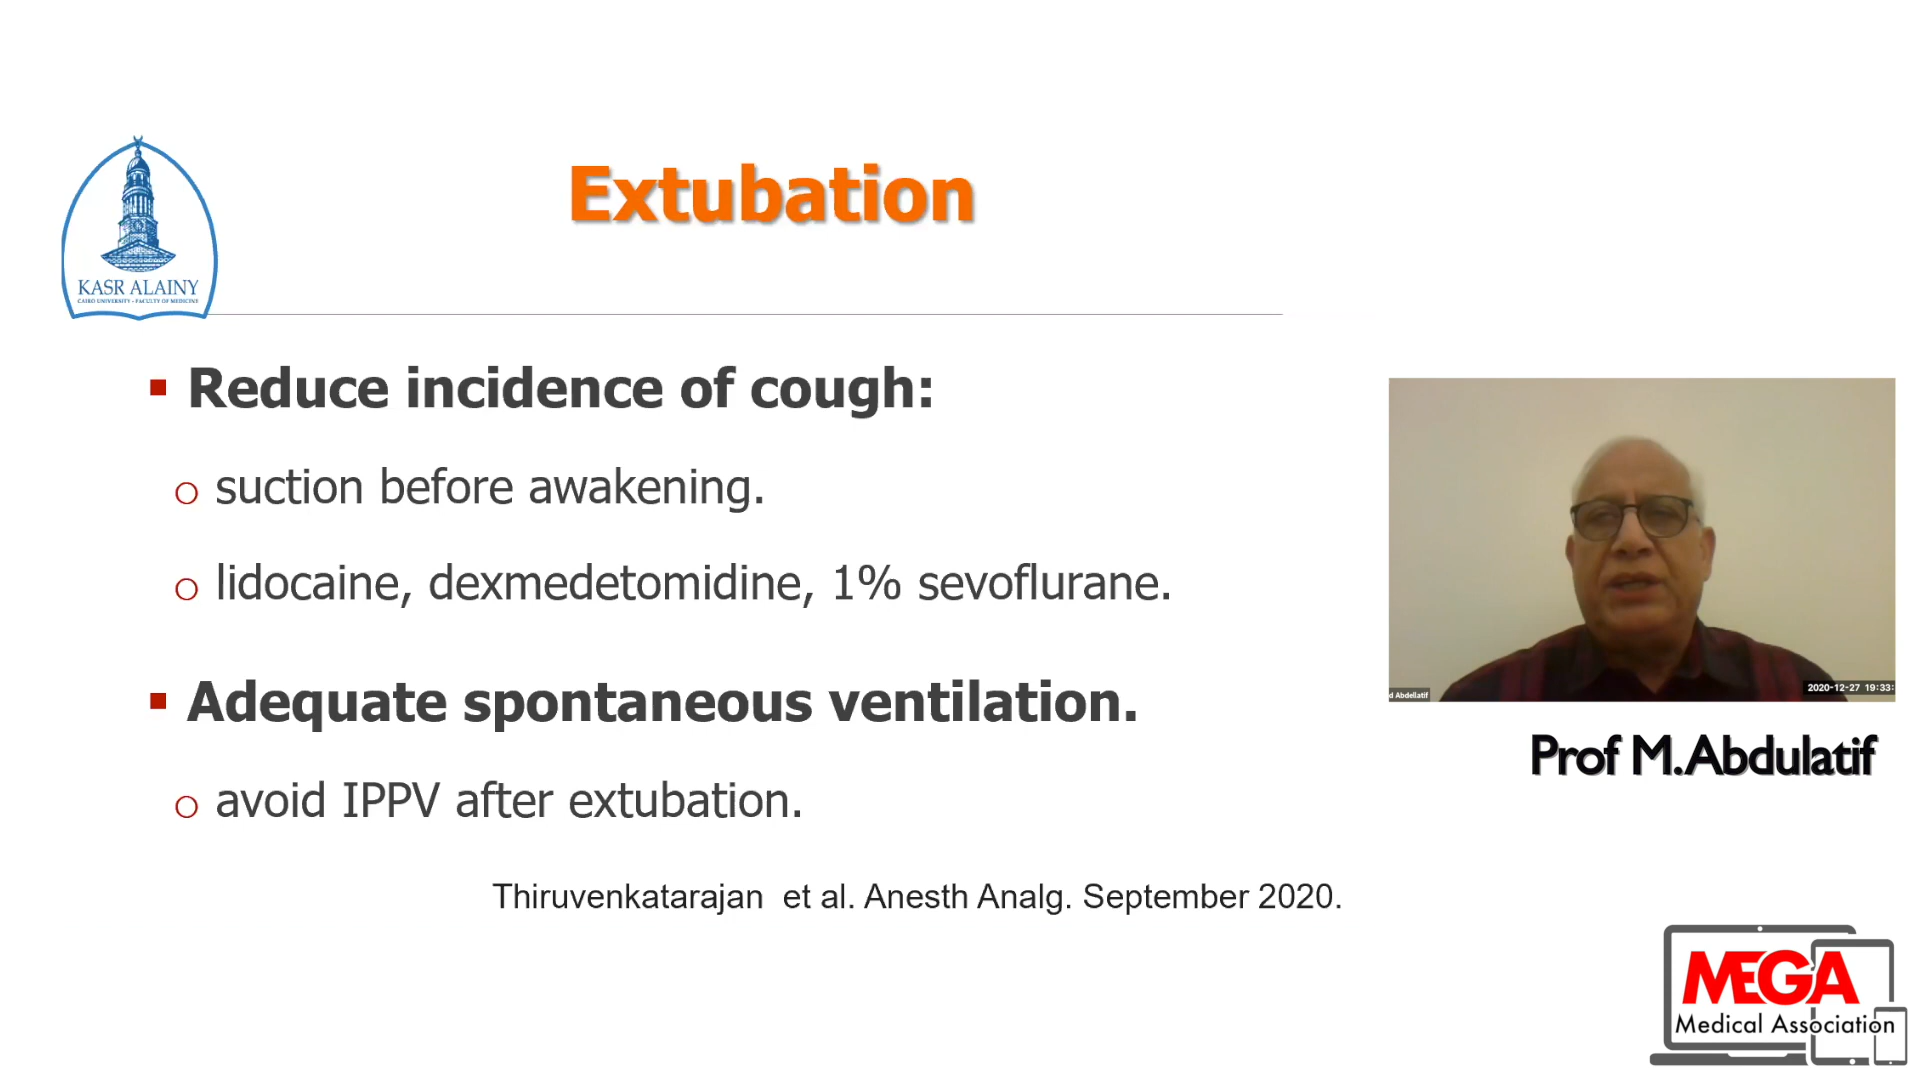 Extubation
KASR ALAINY
CAIRO UNIVERSITY - FACULTY OF MEDICINE
Reduce incidence of cough:
suction before awakening.
lidocaine, dexmedetomidine, 1% sevoflurane.
Adequate spontaneous ventilation.
avoid IPPV after extubation.
Thiruvenkatarajan et al. Anesth Analg. September 2020.
d Abdellatif
2020-12-27 19:33:
Prof M.Abdulatif
MEGA
Medical Association